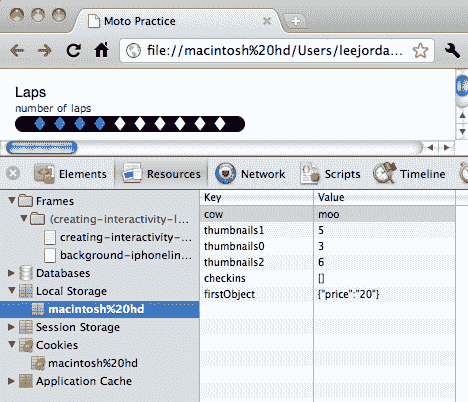 Moto Practice
file://macintosh%20hd/Users/leejorda...
Laps
number of laps
Elements Resources Network Scripts Timeline
Frames
(creating-interactivity-l...
creating-interactivity-...
background-iphonelin...
Databases
Local Storage
macintosh%20hd
Session Storage
Cookies
macintosh%20hd
Application Cache
Key Value
cow moo
thumbnails1 5
thumbnails0 3
thumbnails2 6
checkins []
firstObject {"price":"20"}